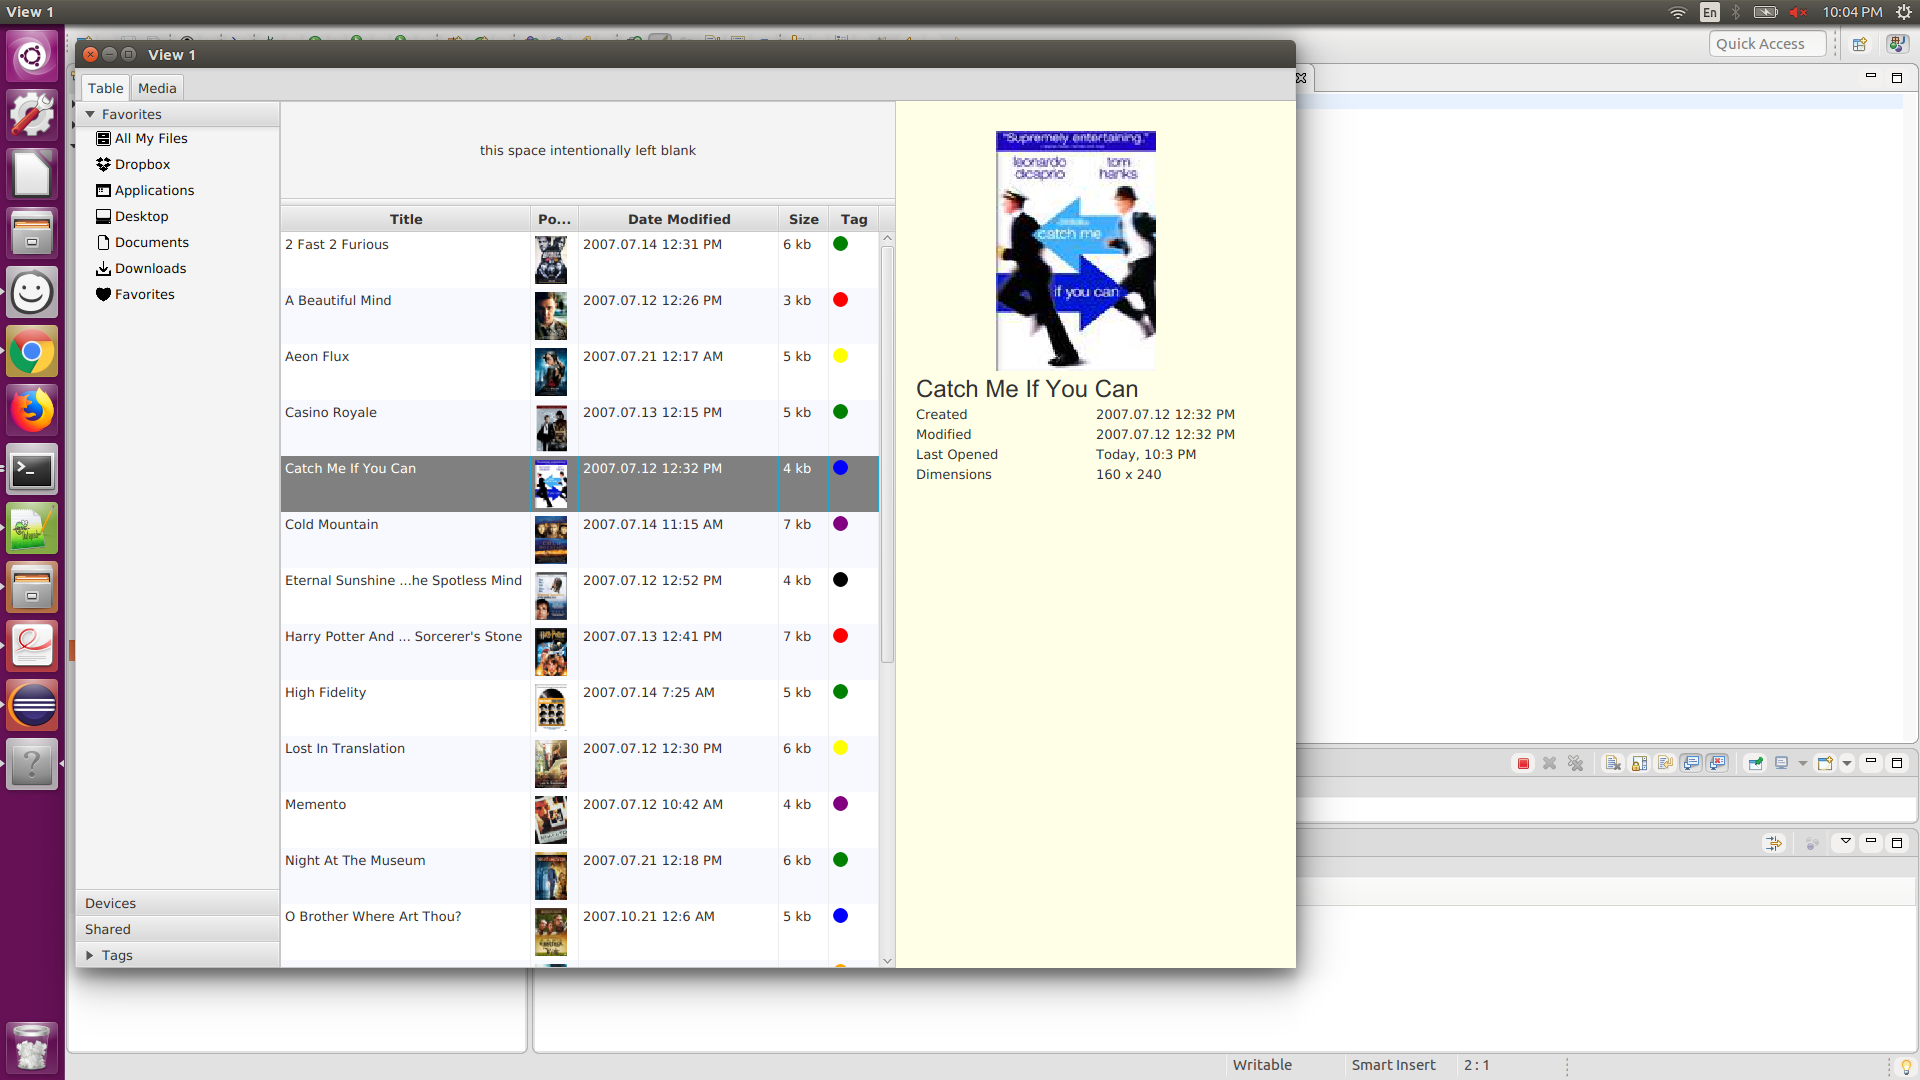 View 1
En
10:04 PM
Quick Access
View 1
Table
Media
Favorites
All My Files
Dropbox
Applications
Desktop
Documents
Downloads
Favorites
Devices
Shared
Tags
this space intentionally left blank
Title Po... Date Modified Size Tag
2 Fast 2 Furious 2007.07.14 12:31 PM 6 kb
A Beautiful Mind 2007.07.12 12:26 PM 3 kb
Aeon Flux 2007.07.21 12:17 AM 5 kb
Casino Royale 2007.07.13 12:15 PM 5 kb
Catch Me If You Can 2007.07.12 12:32 PM 4 kb
Cold Mountain 2007.07.14 11:15 AM 7 kb
Eternal Sunshine ...he Spotless Mind 2007.07.12 12:52 PM 4 kb
Harry Potter And ... Sorcerer's Stone 2007.07.13 12:41 PM 7 kb
High Fidelity 2007.07.14 7:25 AM 5 kb
Lost In Translation 2007.07.12 12:30 PM 6 kb
Memento 2007.07.12 10:42 AM 4 kb
Night At The Museum 2007.07.21 12:18 PM 6 kb
O Brother Where Art Thou? 2007.10.21 12:6 AM 5 kb
"Supremely entertaining."
leonardo dicaprio
tom hanks
catch me
if you can
Catch Me If You Can
Created 2007.07.12 12:32 PM
Modified 2007.07.12 12:32 PM
Last Opened Today, 10:3 PM
Dimensions 160 x 240
Writable
Smart Insert
2 : 1